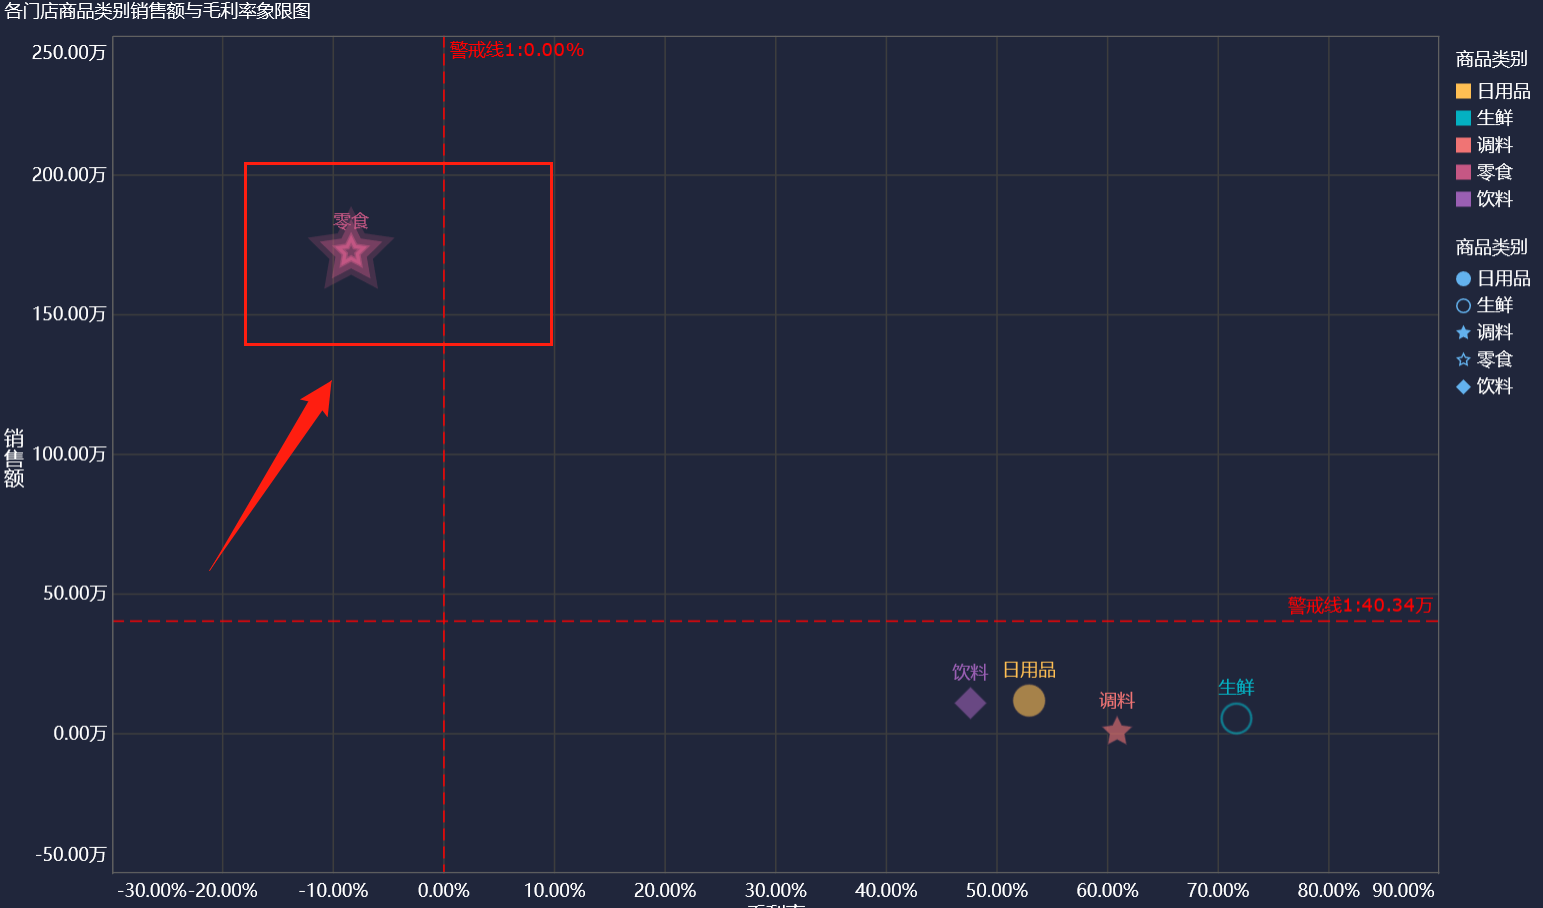 各门店商品类别销售额与毛利率象限图
250.00万
200.00万
150.00万
100.00万
50.00万
0.00万
-50.00万
销售额
警戒线1:0.00%
零食
警戒线1:40.34万
饮料
日用品
调料
生鲜
-30.00%
-20.00%
-10.00%
0.00%
10.00%
20.00%
30.00%
40.00%
50.00%
60.00%
70.00%
80.00%
90.00%
毛利率
商品类别
日用品
生鲜
调料
零食
饮料
商品类别
日用品
生鲜
调料
零食
饮料